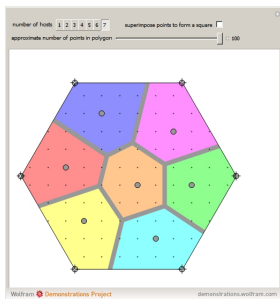 number of hosts 1 2 3 4 5 6 7 superimpose points to form a square
approximate number of points in polygon 100
Wolfram Demonstrations Project demonstrations.wolfram.com